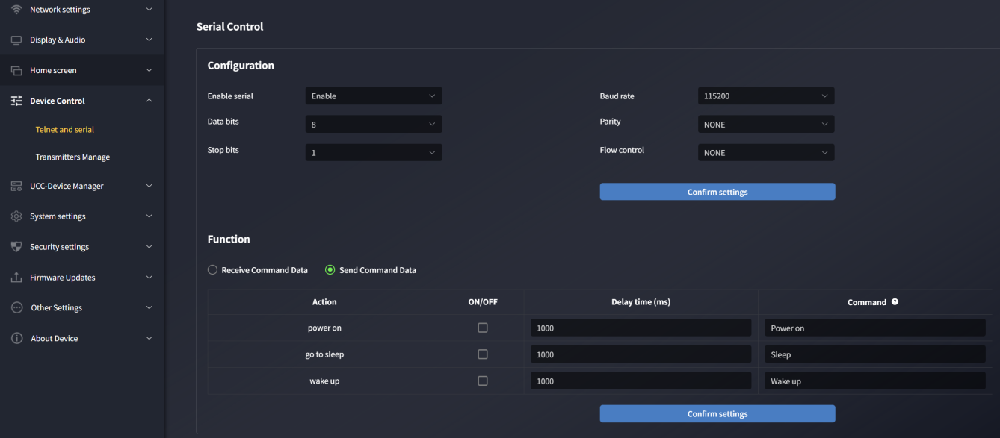 Network settings
Display & Audio
Home screen
Device Control
Telnet and serial
Transmitters Manage
UCC-Device Manager
System settings
Security settings
Firmware Updates
Other Settings
About Device
Serial Control
Configuration
Enable serial Enable Baud rate 115200
Data bits 8 Parity NONE
Stop bits 1 Flow control NONE
Confirm settings
Function
Receive Command Data Send Command Data
Action ON/OFF Delay time (ms) Command ?
power on 1000 Power on
go to sleep 1000 Sleep
wake up 1000 Wake up
Confirm settings